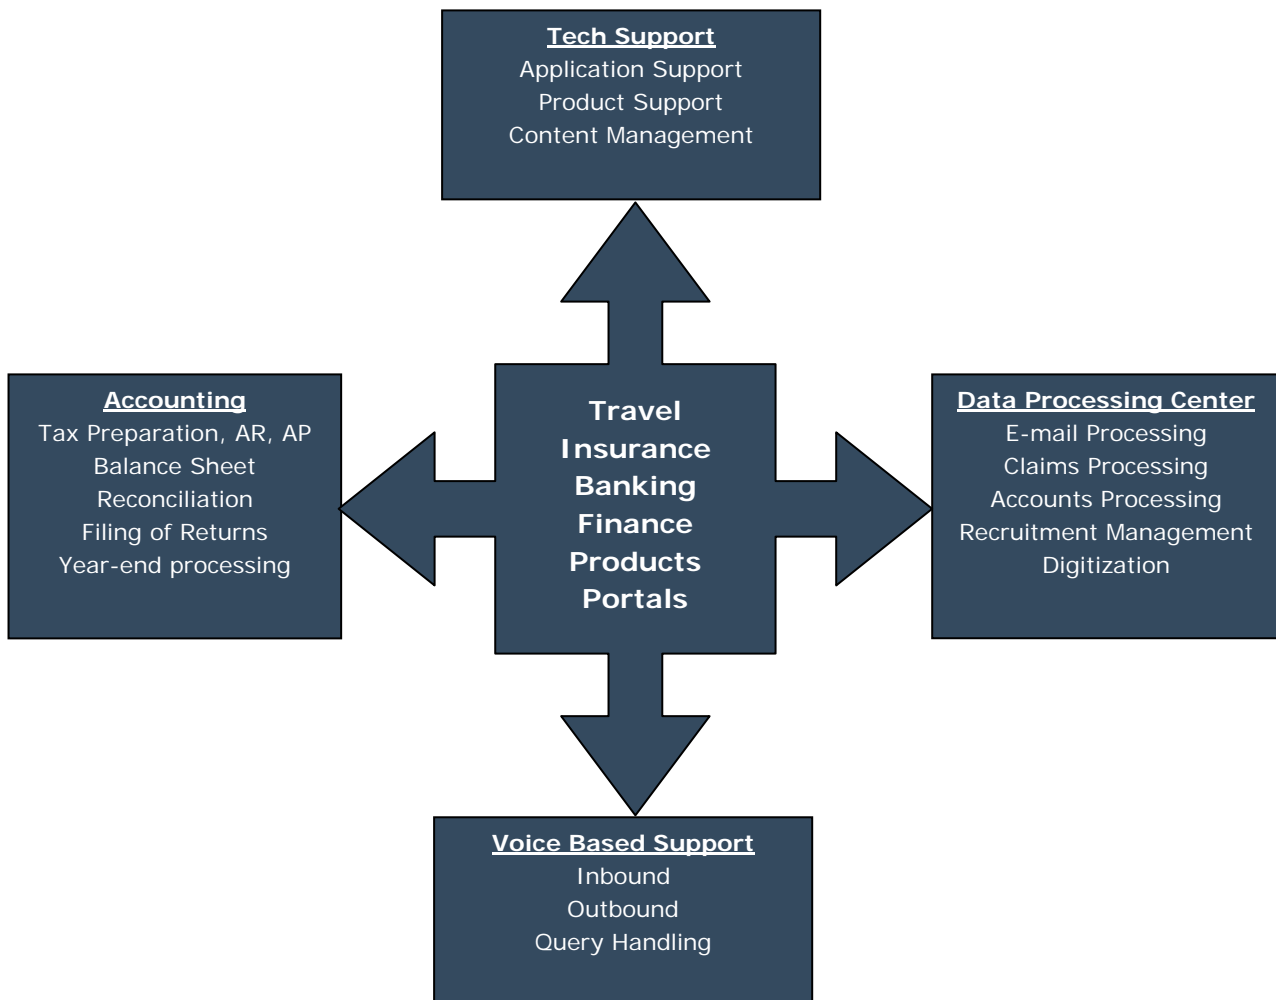 Tech Support
Application Support
Product Support
Content Management
Accounting
Tax Preparation, AR, AP
Balance Sheet
Reconciliation
Filing of Returns
Year-end processing
Travel
Insurance
Banking
Finance
Products
Portals
Data Processing Center
E-mail Processing
Claims Processing
Accounts Processing
Recruitment Management
Digitization
Voice Based Support
Inbound
Outbound
Query Handling